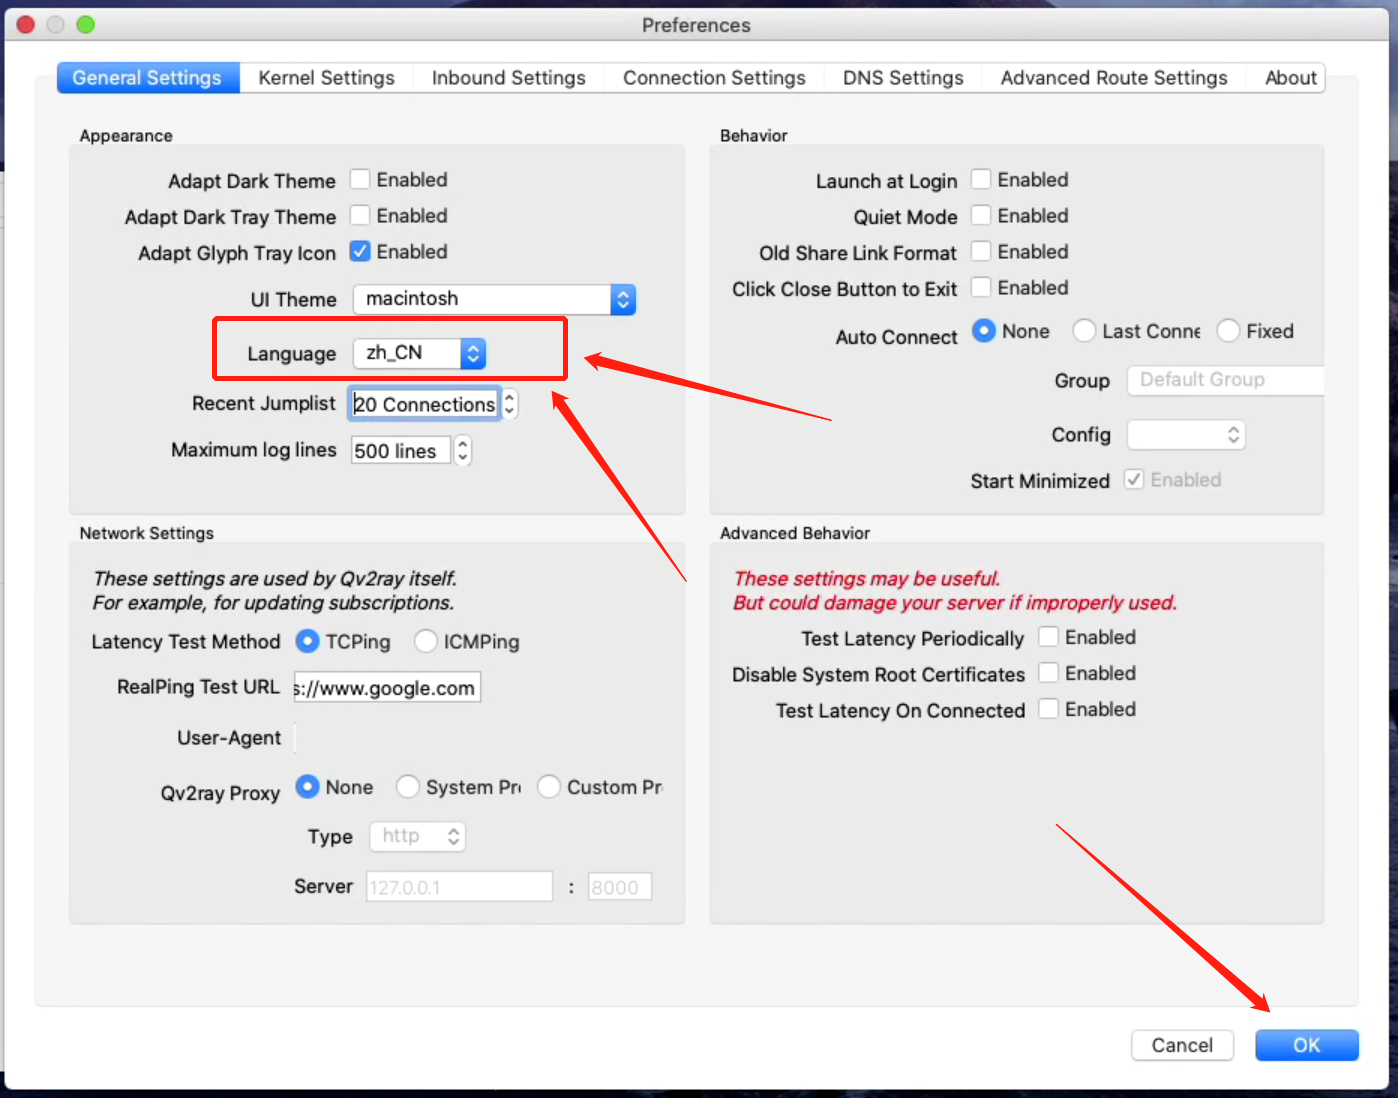 Preferences
General Settings
Kernel Settings
Inbound Settings
Connection Settings
DNS Settings
Advanced Route Settings
About
Appearance
Adapt Dark Theme Enabled
Adapt Dark Tray Theme Enabled
Adapt Glyph Tray Icon Enabled
UI Theme macintosh
Language zh_CN
Recent Jumplist 20 Connections
Maximum log lines 500 lines
Behavior
Launch at Login Enabled
Quiet Mode Enabled
Old Share Link Format Enabled
Click Close Button to Exit Enabled
Auto Connect None Last Conne Fixed
Group Default Group
Config
Start Minimized Enabled
Network Settings
These settings are used by Qv2ray itself.
For example, for updating subscriptions.
Latency Test Method TCPing ICMPing
RealPing Test URL s://www.google.com
User-Agent
Qv2ray Proxy None System Pr Custom Pr
Type http
Server 127.0.0.1 : 8000
Advanced Behavior
These settings may be useful.
But could damage your server if improperly used.
Test Latency Periodically Enabled
Disable System Root Certificates Enabled
Test Latency On Connected Enabled
Cancel
OK